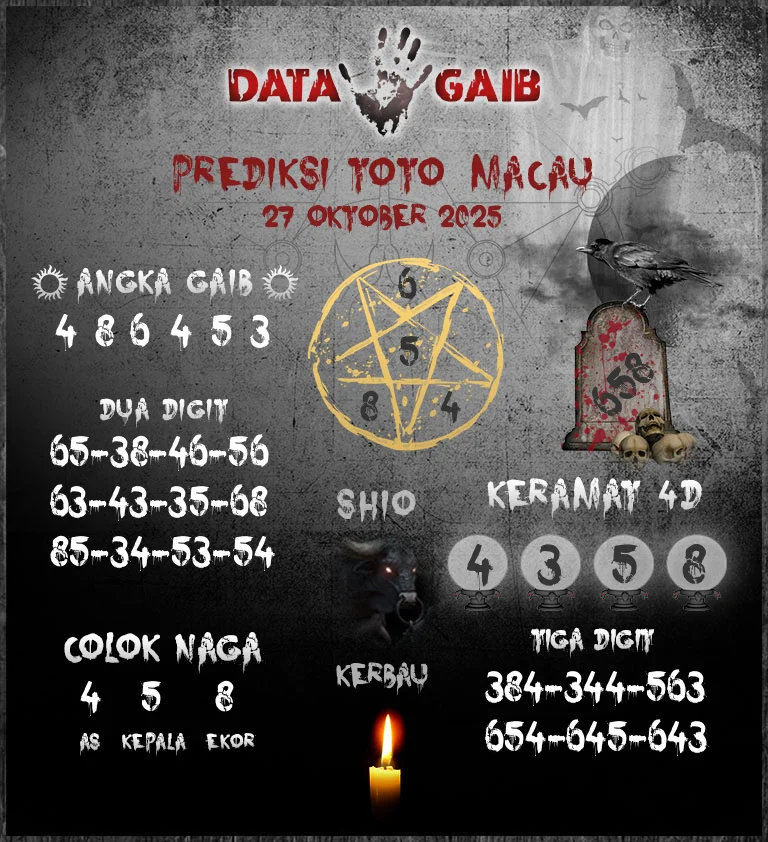 DATA GAIB
PREDIKSI TOTO MACAU
27 OKTOBER 2025
ANGKA GAIB
4 8 6 4 5 3
6
5
8 4
658
DUA DIGIT
65-38-46-56
63-43-35-68
85-34-53-54
SHIO
KERBAU
KERAMAT 4D
4 3 5 8
TIGA DIGIT
384-344-563
654-645-643
COLOK NAGA
4 5 8
AS KEPALA EKOR